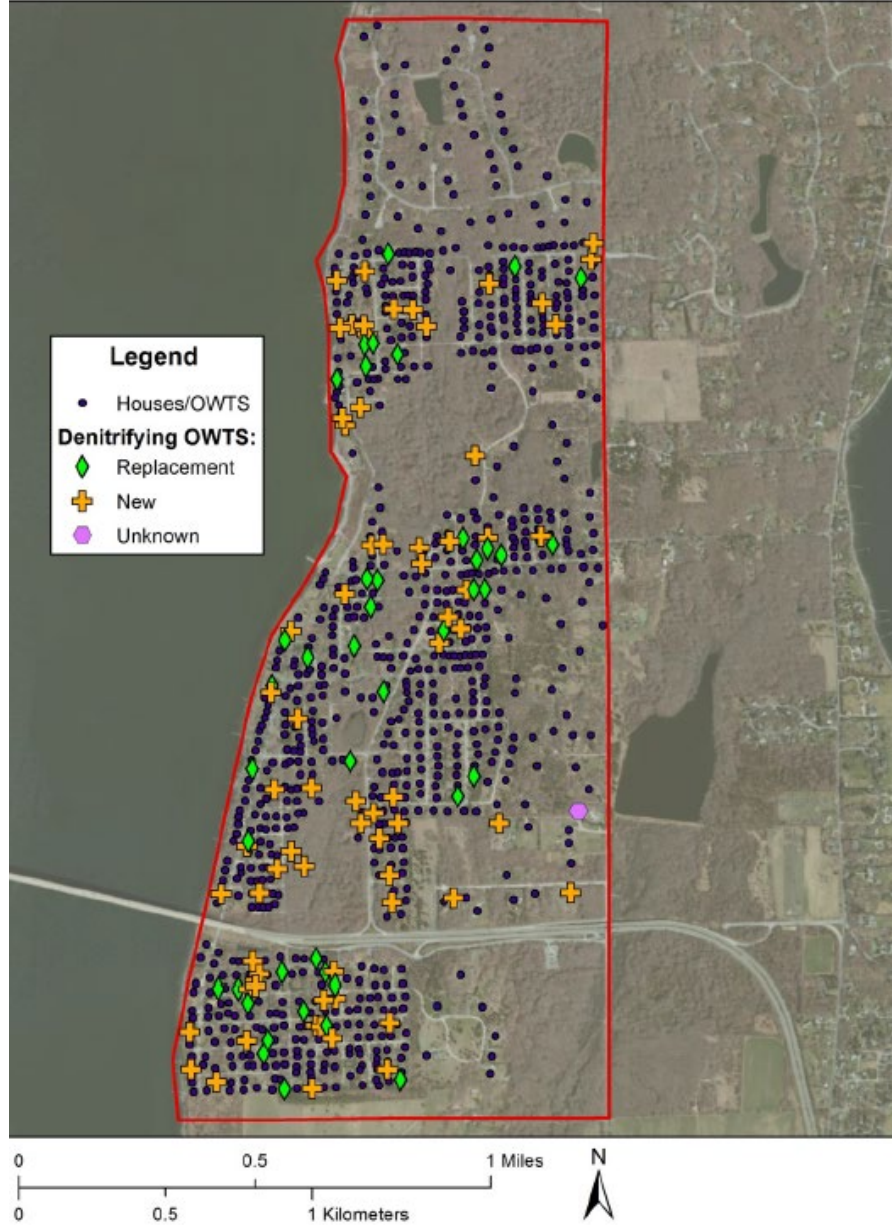 Legend
Houses/OWTS
Denitrifying OWTS:
Replacement
New
Unknown
0 0.5 1 Miles
0 0.5 1 Kilometers
N